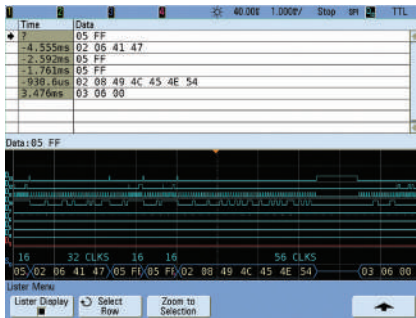 1 2 3 4 40.00% 1.000%/ Stop SPI TTL
Time Data
? 05 FF
-4.555ms 02 06 41 47
-2.592ms 05 FF
-1.761ms 05 FF
-930.6us 02 08 49 4C 45 4E 54
3.476ms 03 06 00
Data:05 FF
16 32 CLKS 16 16 56 CLKS
05 02 06 41 47 05 FF 05 FF 02 08 49 4C 45 4E 54 03 06 00
Lister Menu
Lister Display Select Row Zoom to Selection